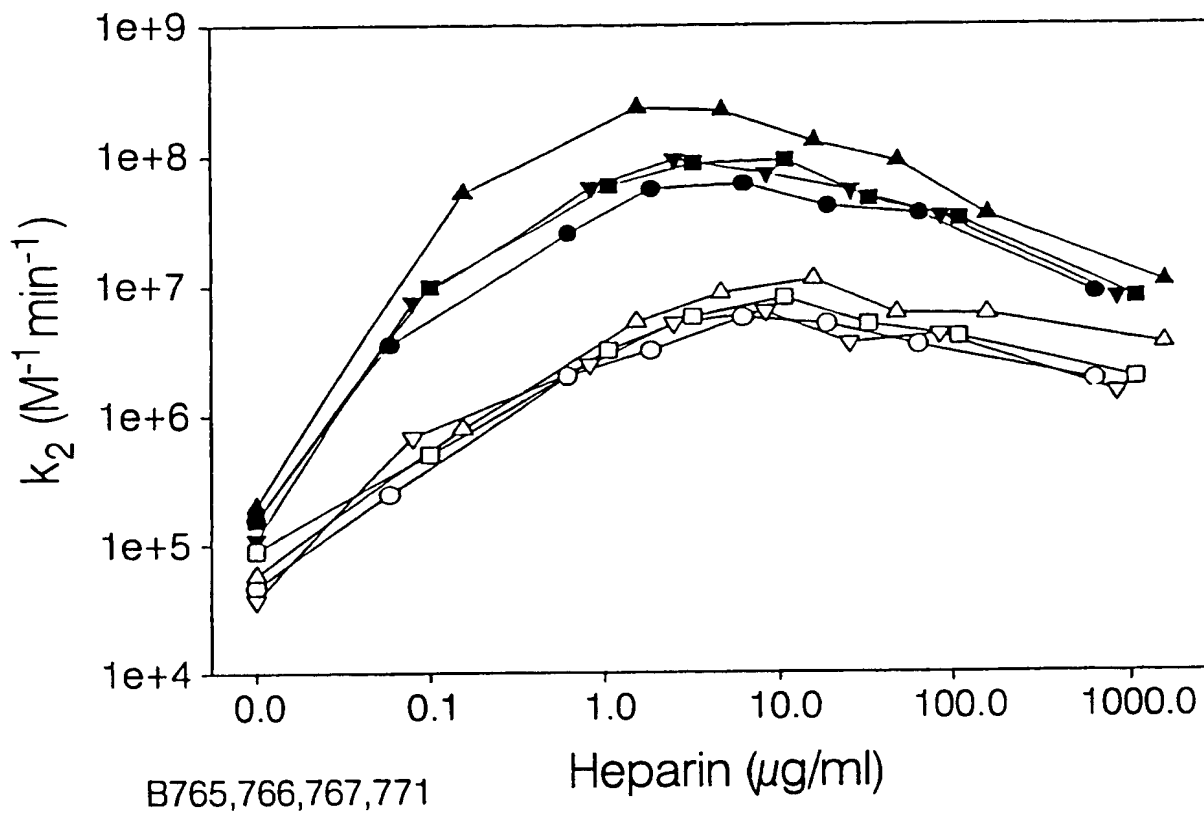 1e+9
1e+8
1e+7
1e+6
1e+5
1e+4
k₂ (M⁻¹ min⁻¹)
0.0 0.1 1.0 10.0 100.0 1000.0
Heparin (µg/ml)
B765,766,767,771